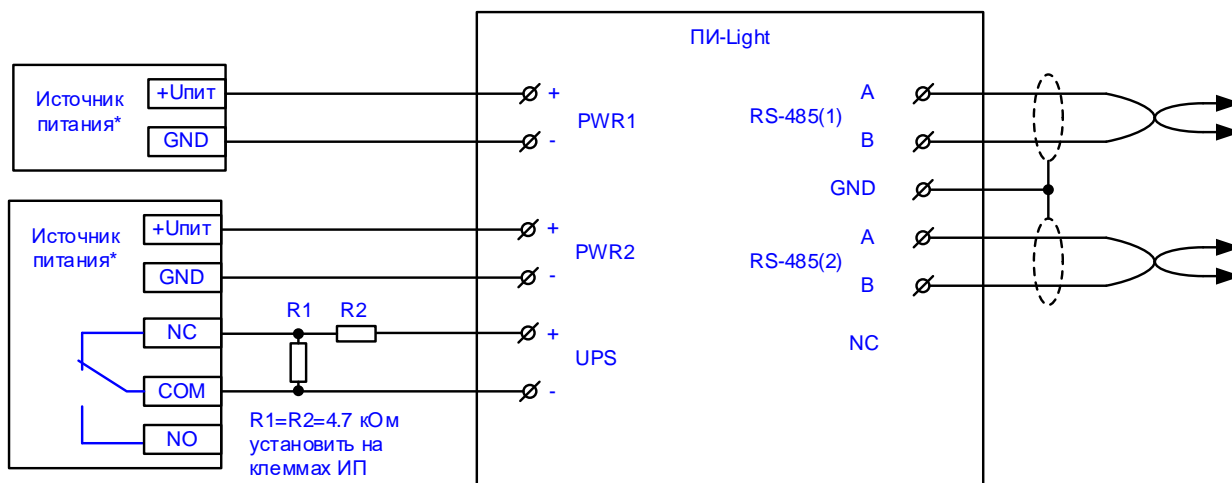 ПИ-Light
Источник
питания*
+Uпит
GND
+
PWR1
-
A
RS-485(1)
B
GND
Источник
питания*
+Uпит
GND
+
PWR2
-
A
RS-485(2)
B
NC
COM
NO
R1
R2
+
UPS
-
NC
R1=R2=4.7 кОм
установить на
клеммах ИП